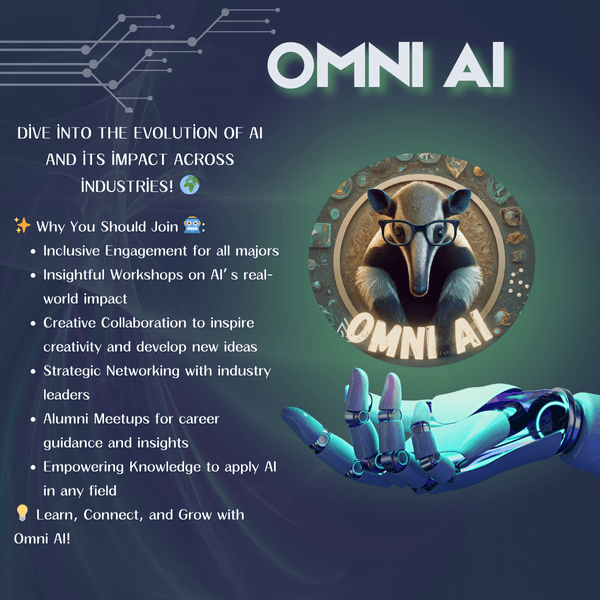 OMNI AI
DİVE İNTO THE EVOLUTİON OF AI
AND İTS İMPACT ACROSS
İNDUSTRİES! 🌍
✨ Why You Should Join 🤖:
• Inclusive Engagement for all majors
• Insightful Workshops on AI’s real-
world impact
• Creative Collaboration to inspire
creativity and develop new ideas
• Strategic Networking with industry
leaders
• Alumni Meetups for career
guidance and insights
• Empowering Knowledge to apply AI
in any field
💡 Learn, Connect, and Grow with
Omni AI!
OMNI AI